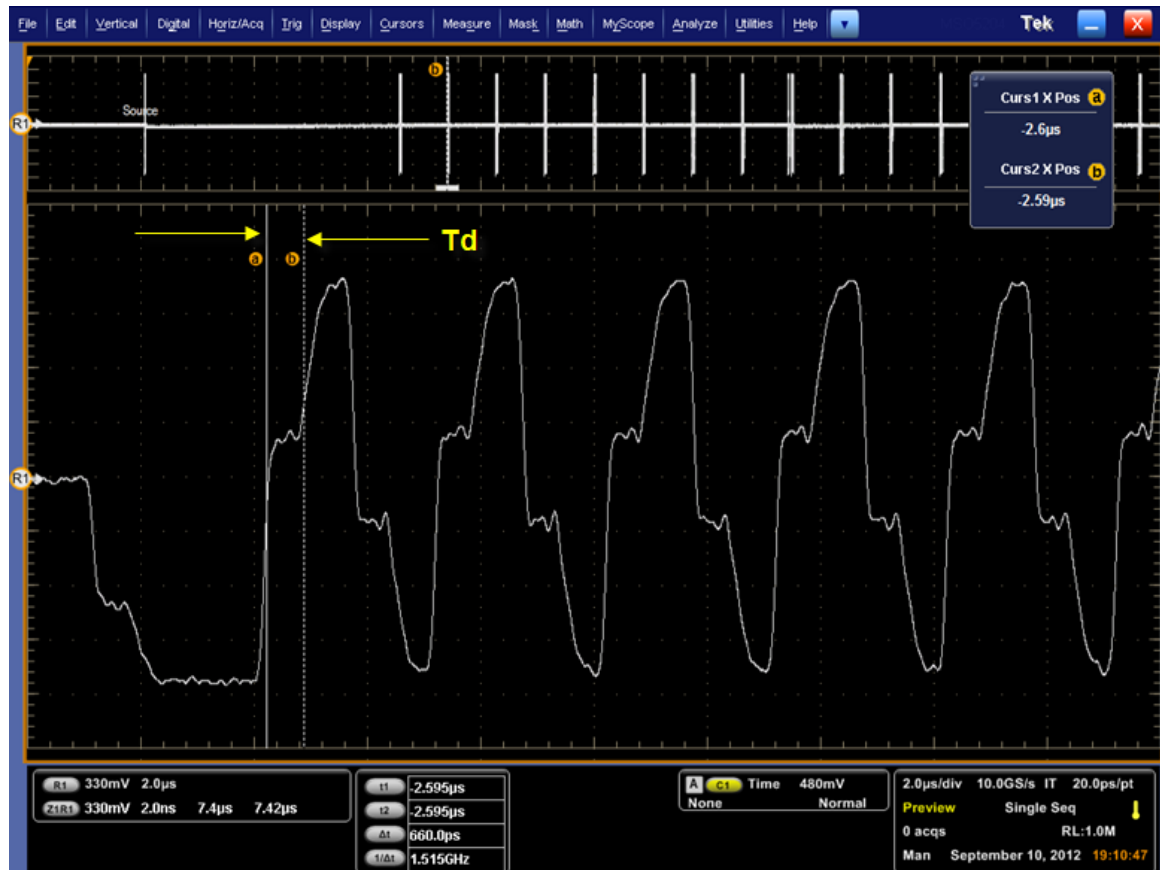 File Edit Vertical Digital Horiz/Acq Trig Display Cursors Measure Mask Math MyScope Analyze Utilities Help Tek X
b
Curs1 X Pos a
Source
R1
-2.6µs
Curs2 X Pos b
-2.59µs
Td
a b
R1
R1 330mV 2.0µs
Z1R1 330mV 2.0ns 7.4µs 7.42µs
t1 -2.595µs
t2 -2.595µs
Δt 660.0ps
1/Δt 1.515GHz
A C1 Time 480mV
None Normal
2.0µs/div 10.0GS/s IT 20.0ps/pt
Preview Single Seq
0 acqs RL:1.0M
Man September 10, 2012 19:10:47